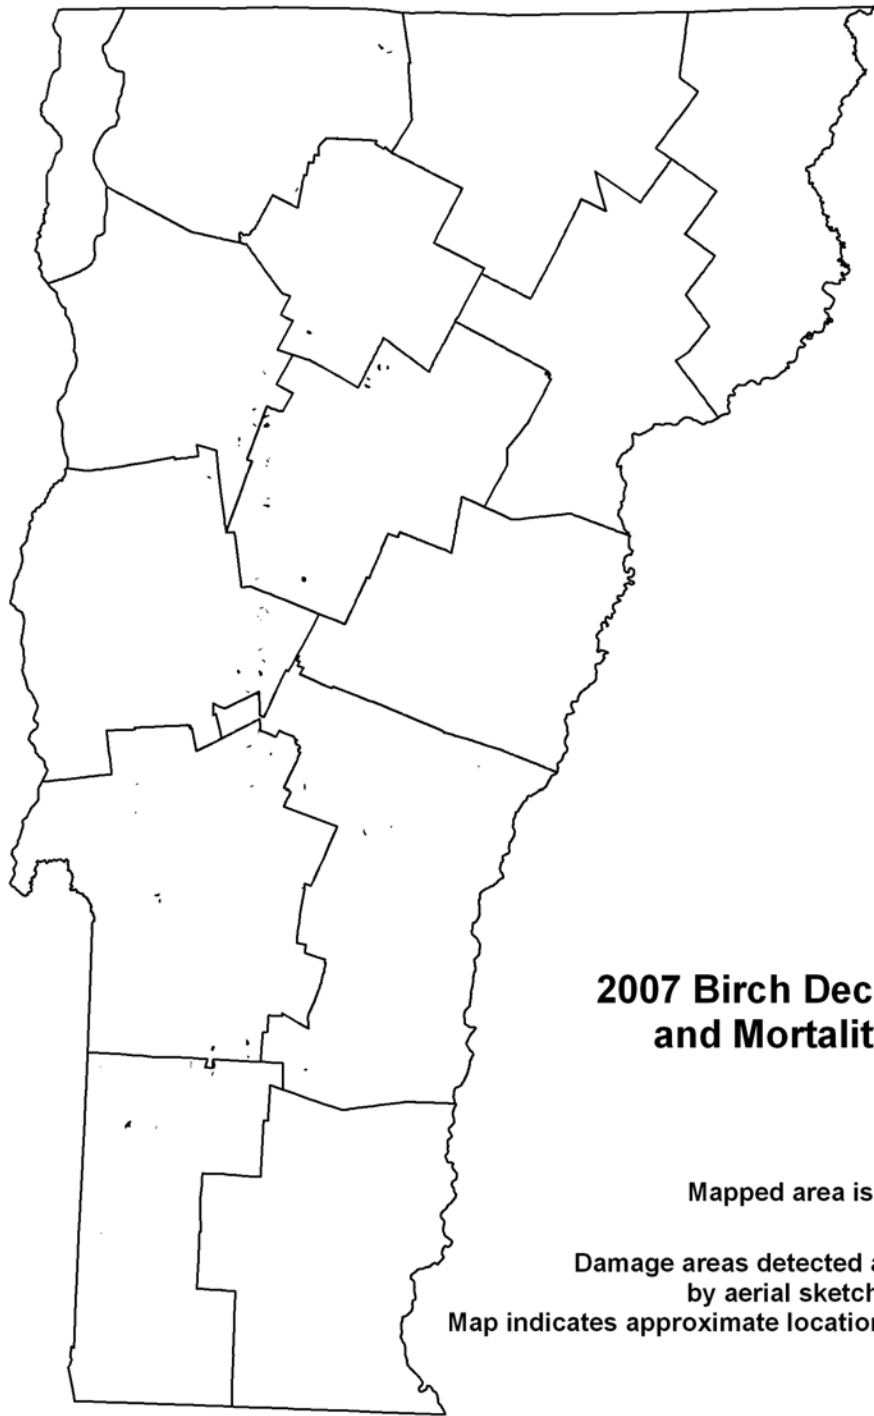 2007 Birch Dec
and Mortalit
Mapped area is
Damage areas detected a
by aerial sketch
Map indicates approximate location